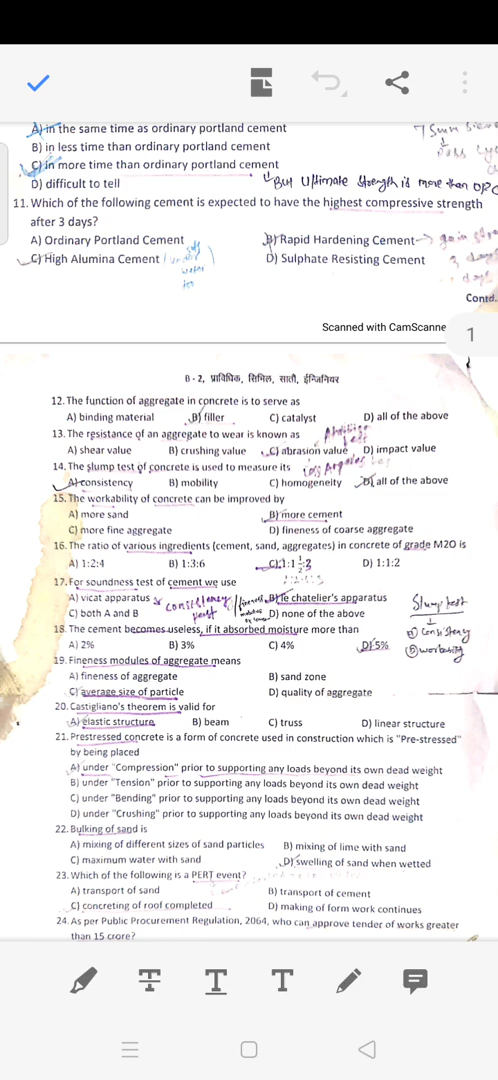 A) in the same time as ordinary portland cement
B) in less time than ordinary portland cement
C) in more time than ordinary portland cement
D) difficult to tell
But Ultimate strength is more than OPC
11. Which of the following cement is expected to have the highest compressive strength
after 3 days?
A) Ordinary Portland Cement B) Rapid Hardening Cement
C) High Alumina Cement D) Sulphate Resisting Cement
Contd.
Scanned with CamScanne
1
B - 2, प्राविधिक, सिभिल, सातौ, ईन्जिनियर
12. The function of aggregate in concrete is to serve as
A) binding material B) filler C) catalyst D) all of the above
13. The resistance of an aggregate to wear is known as
A) shear value B) crushing value C) abrasion value D) impact value
14. The slump test of concrete is used to measure its
A) consistency B) mobility C) homogeneity D) all of the above
15. The workability of concrete can be improved by
A) more sand B) more cement
C) more fine aggregate D) fineness of coarse aggregate
16. The ratio of various ingredients (cement, sand, aggregates) in concrete of grade M20 is
A) 1:2:4 B) 1:3:6 C) 1:1½:3 D) 1:1:2
17. For soundness test of cement we use
A) vicat apparatus consistency B) le chatelier's apparatus
C) both A and B D) none of the above
Slump test
18. The cement becomes useless, if it absorbed moisture more than
① Consistency
A) 2% B) 3% C) 4% D) 5%
② workability
19. Fineness modules of aggregate means
A) fineness of aggregate B) sand zone
C) average size of particle D) quality of aggregate
20. Castigliano's theorem is valid for
A) elastic structure B) beam C) truss D) linear structure
21. Prestressed concrete is a form of concrete used in construction which is "Pre-stressed"
by being placed
A) under "Compression" prior to supporting any loads beyond its own dead weight
B) under "Tension" prior to supporting any loads beyond its own dead weight
C) under "Bending" prior to supporting any loads beyond its own dead weight
D) under "Crushing" prior to supporting any loads beyond its own dead weight
22. Bulking of sand is
A) mixing of different sizes of sand particles B) mixing of lime with sand
C) maximum water with sand D) swelling of sand when wetted
23. Which of the following is a PERT event?
A) transport of sand B) transport of cement
C) concreting of roof completed D) making of form work continues
24. As per Public Procurement Regulation, 2064, who can approve tender of works greater
than 15 crore?